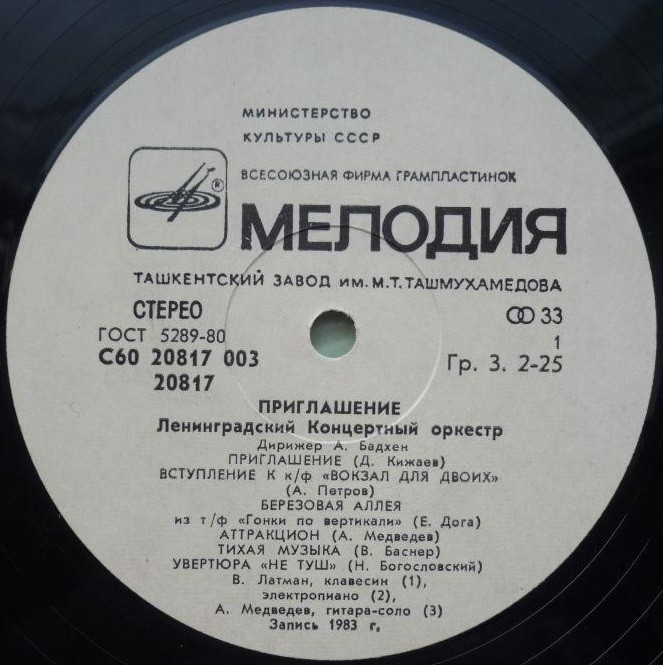 МИНИСТЕРСТВО
КУЛЬТУРЫ СССР
ВСЕСОЮЗНАЯ ФИРМА ГРАМПЛАСТИНОК
®
МЕЛОДИЯ
ТАШКЕНТСКИЙ ЗАВОД ИМ. М. Т. ТАШМУХАМЕДОВА
СТЕРЕО
33
ГОСТ 5289-80
1
С60 20817 003
Гр. 3. 2-25
20817
ПРИГЛАШЕНИЕ
Ленинградский Концертный оркестр
Дирижер А. Бадхен
ПРИГЛАШЕНИЕ (Д. Кижаев)
ВСТУПЛЕНИЕ К к/ф «ВОКЗАЛ ДЛЯ ДВОИХ»
(А. Петров)
БЕРЕЗОВАЯ АЛЛЕЯ
из т/ф «Гонки по вертикали» (Е. Дога)
АТТРАКЦИОН (А. Медведев)
ТИХАЯ МУЗЫКА (В. Баснер)
УВЕРТЮРА «НЕ ТУШ» (Н. Богословский)
В. Латман, клавесин (1),
электропиано (2),
А. Медведев, гитара-соло (3)
Запись 1983 г.